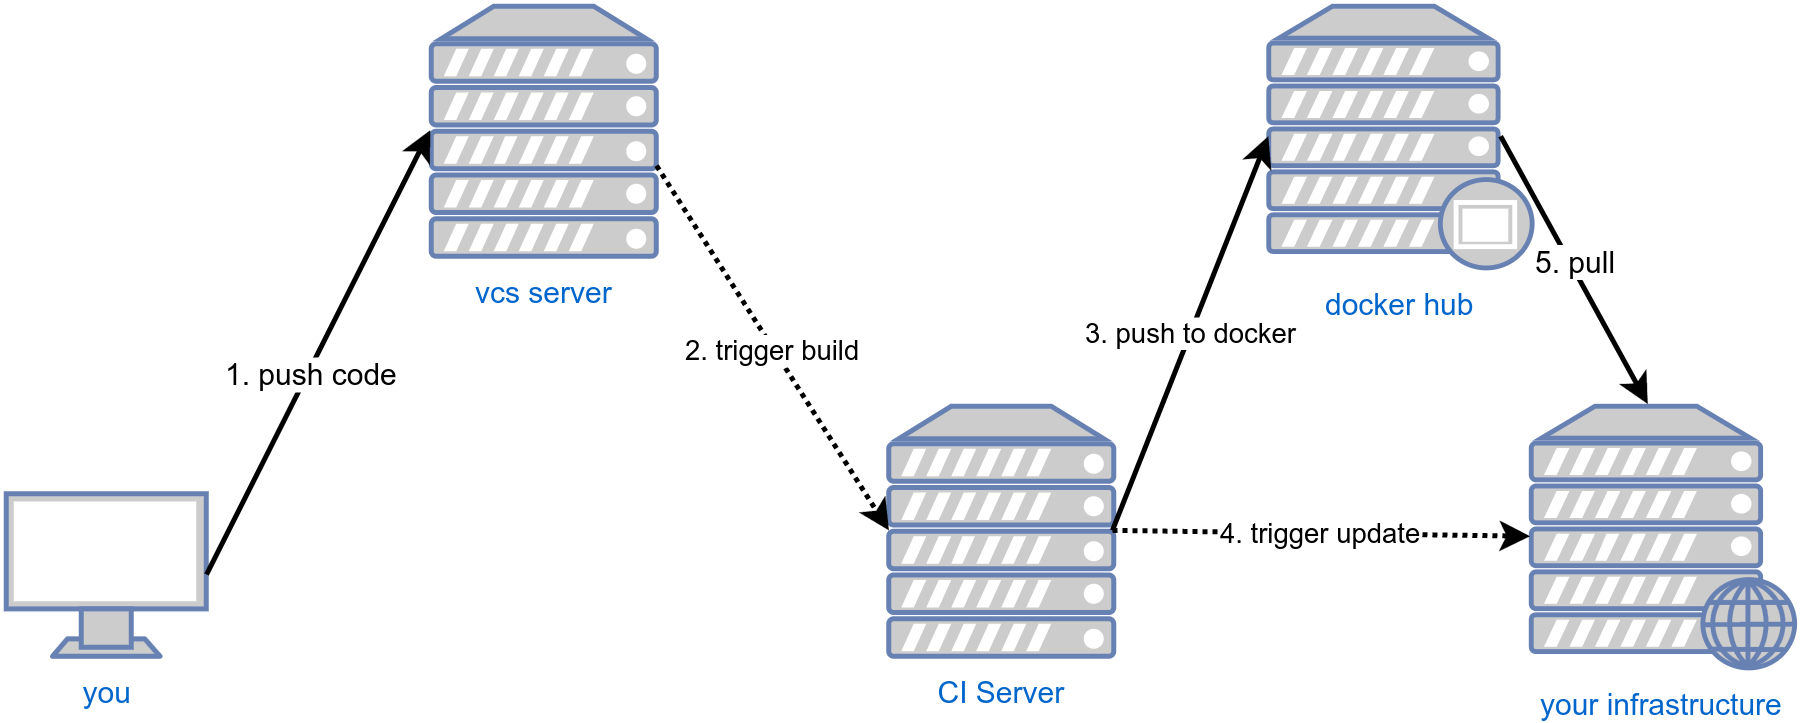 vcs server
docker hub
5. pull
3. push to docker
2. trigger build
1. push code
4. trigger update
you
CI Server
your infrastructure